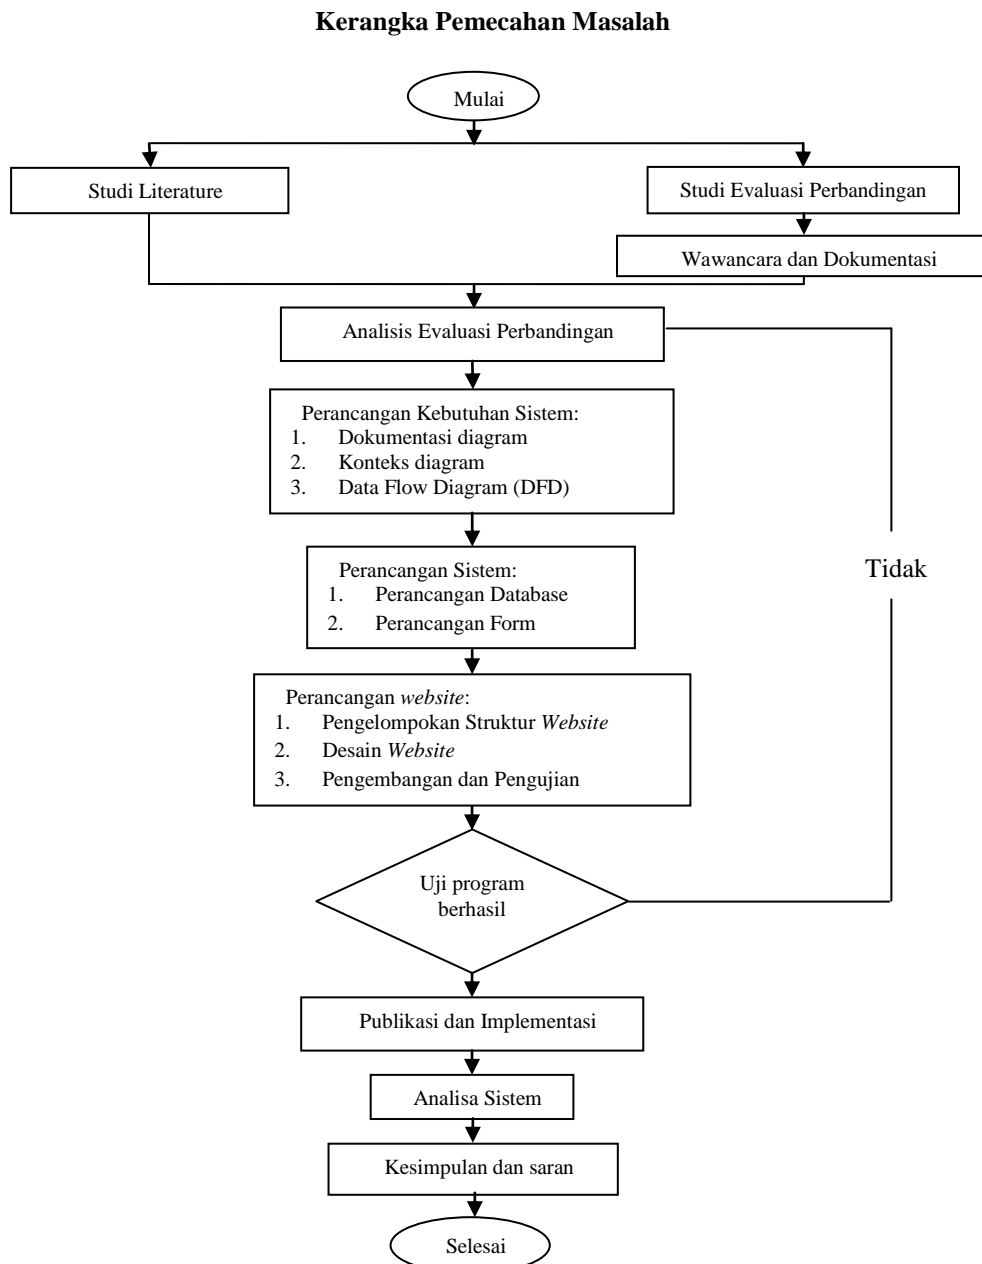 Kerangka Pemecahan Masalah
Mulai
Studi Literature
Studi Evaluasi Perbandingan
Wawancara dan Dokumentasi
Analisis Evaluasi Perbandingan
Perancangan Kebutuhan Sistem:
1. Dokumentasi diagram
2. Konteks diagram
3. Data Flow Diagram (DFD)
Tidak
Perancangan Sistem:
1. Perancangan Database
2. Perancangan Form
Perancangan website:
1. Pengelompokan Struktur Website
2. Desain Website
3. Pengembangan dan Pengujian
Uji program
berhasil
Publikasi dan Implementasi
Analisa Sistem
Kesimpulan dan saran
Selesai